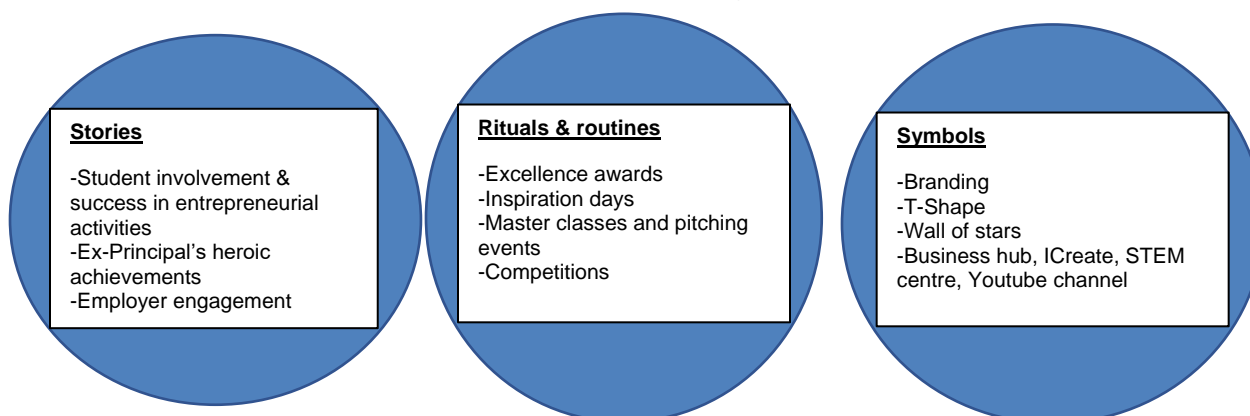 Stories
-Student involvement &
success in entrepreneurial
activities
-Ex-Principal's heroic
achievements
-Employer engagement
Rituals & routines
-Excellence awards
-Inspiration days
-Master classes and pitching
events
-Competitions
Symbols
-Branding
-T-Shape
-Wall of stars
-Business hub, ICreate, STEM
centre, Youtube channel